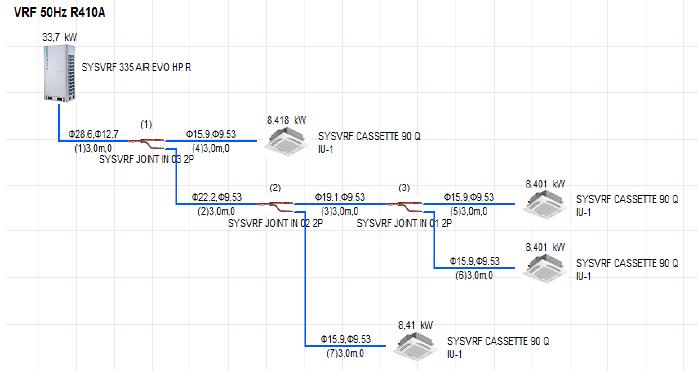 VRF 50Hz R410A
33,7 kW
SYSVRF 335 AIR EVO HP R
(1)
Φ28.6,Φ12.7
(1)3,0m,0
SYSVRF JOINT IN 03 2P
Φ15.9,Φ9.53
(4)3,0m,0
8,418 kW
SYSVRF CASSETTE 90 Q
IU-1
Φ22.2,Φ9.53
(2)3,0m,0
(2)
SYSVRF JOINT IN 02 2P
Φ19.1,Φ9.53
(3)3,0m,0
(3)
SYSVRF JOINT IN 01 2P
Φ15.9,Φ9.53
(5)3,0m,0
8,401 kW
SYSVRF CASSETTE 90 Q
IU-1
Φ15.9,Φ9.53
(6)3,0m,0
8,401 kW
SYSVRF CASSETTE 90 Q
IU-1
Φ15.9,Φ9.53
(7)3,0m,0
8,41 kW
SYSVRF CASSETTE 90 Q
IU-1